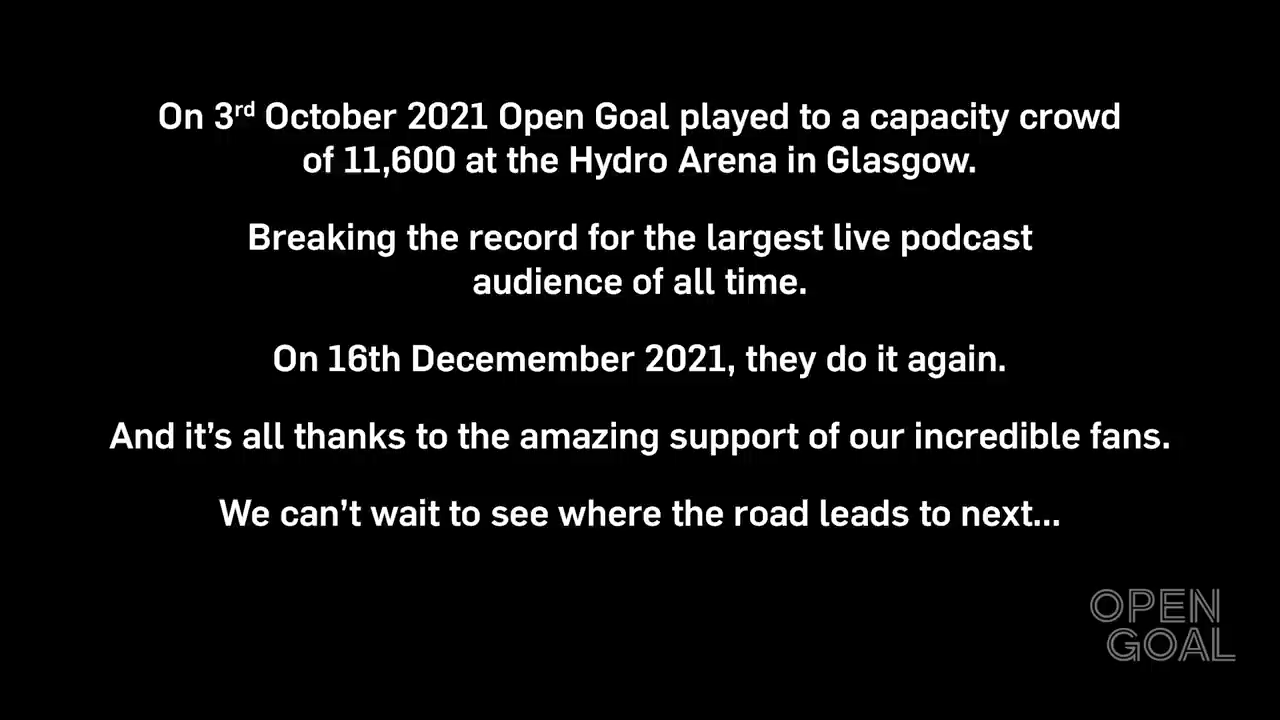 On 3rd October 2021 Open Goal played to a capacity crowd
of 11,600 at the Hydro Arena in Glasgow.
Breaking the record for the largest live podcast
audience of all time.
On 16th Decemember 2021, they do it again.
And it’s all thanks to the amazing support of our incredible fans.
We can’t wait to see where the road leads to next...
OPEN
GOAL